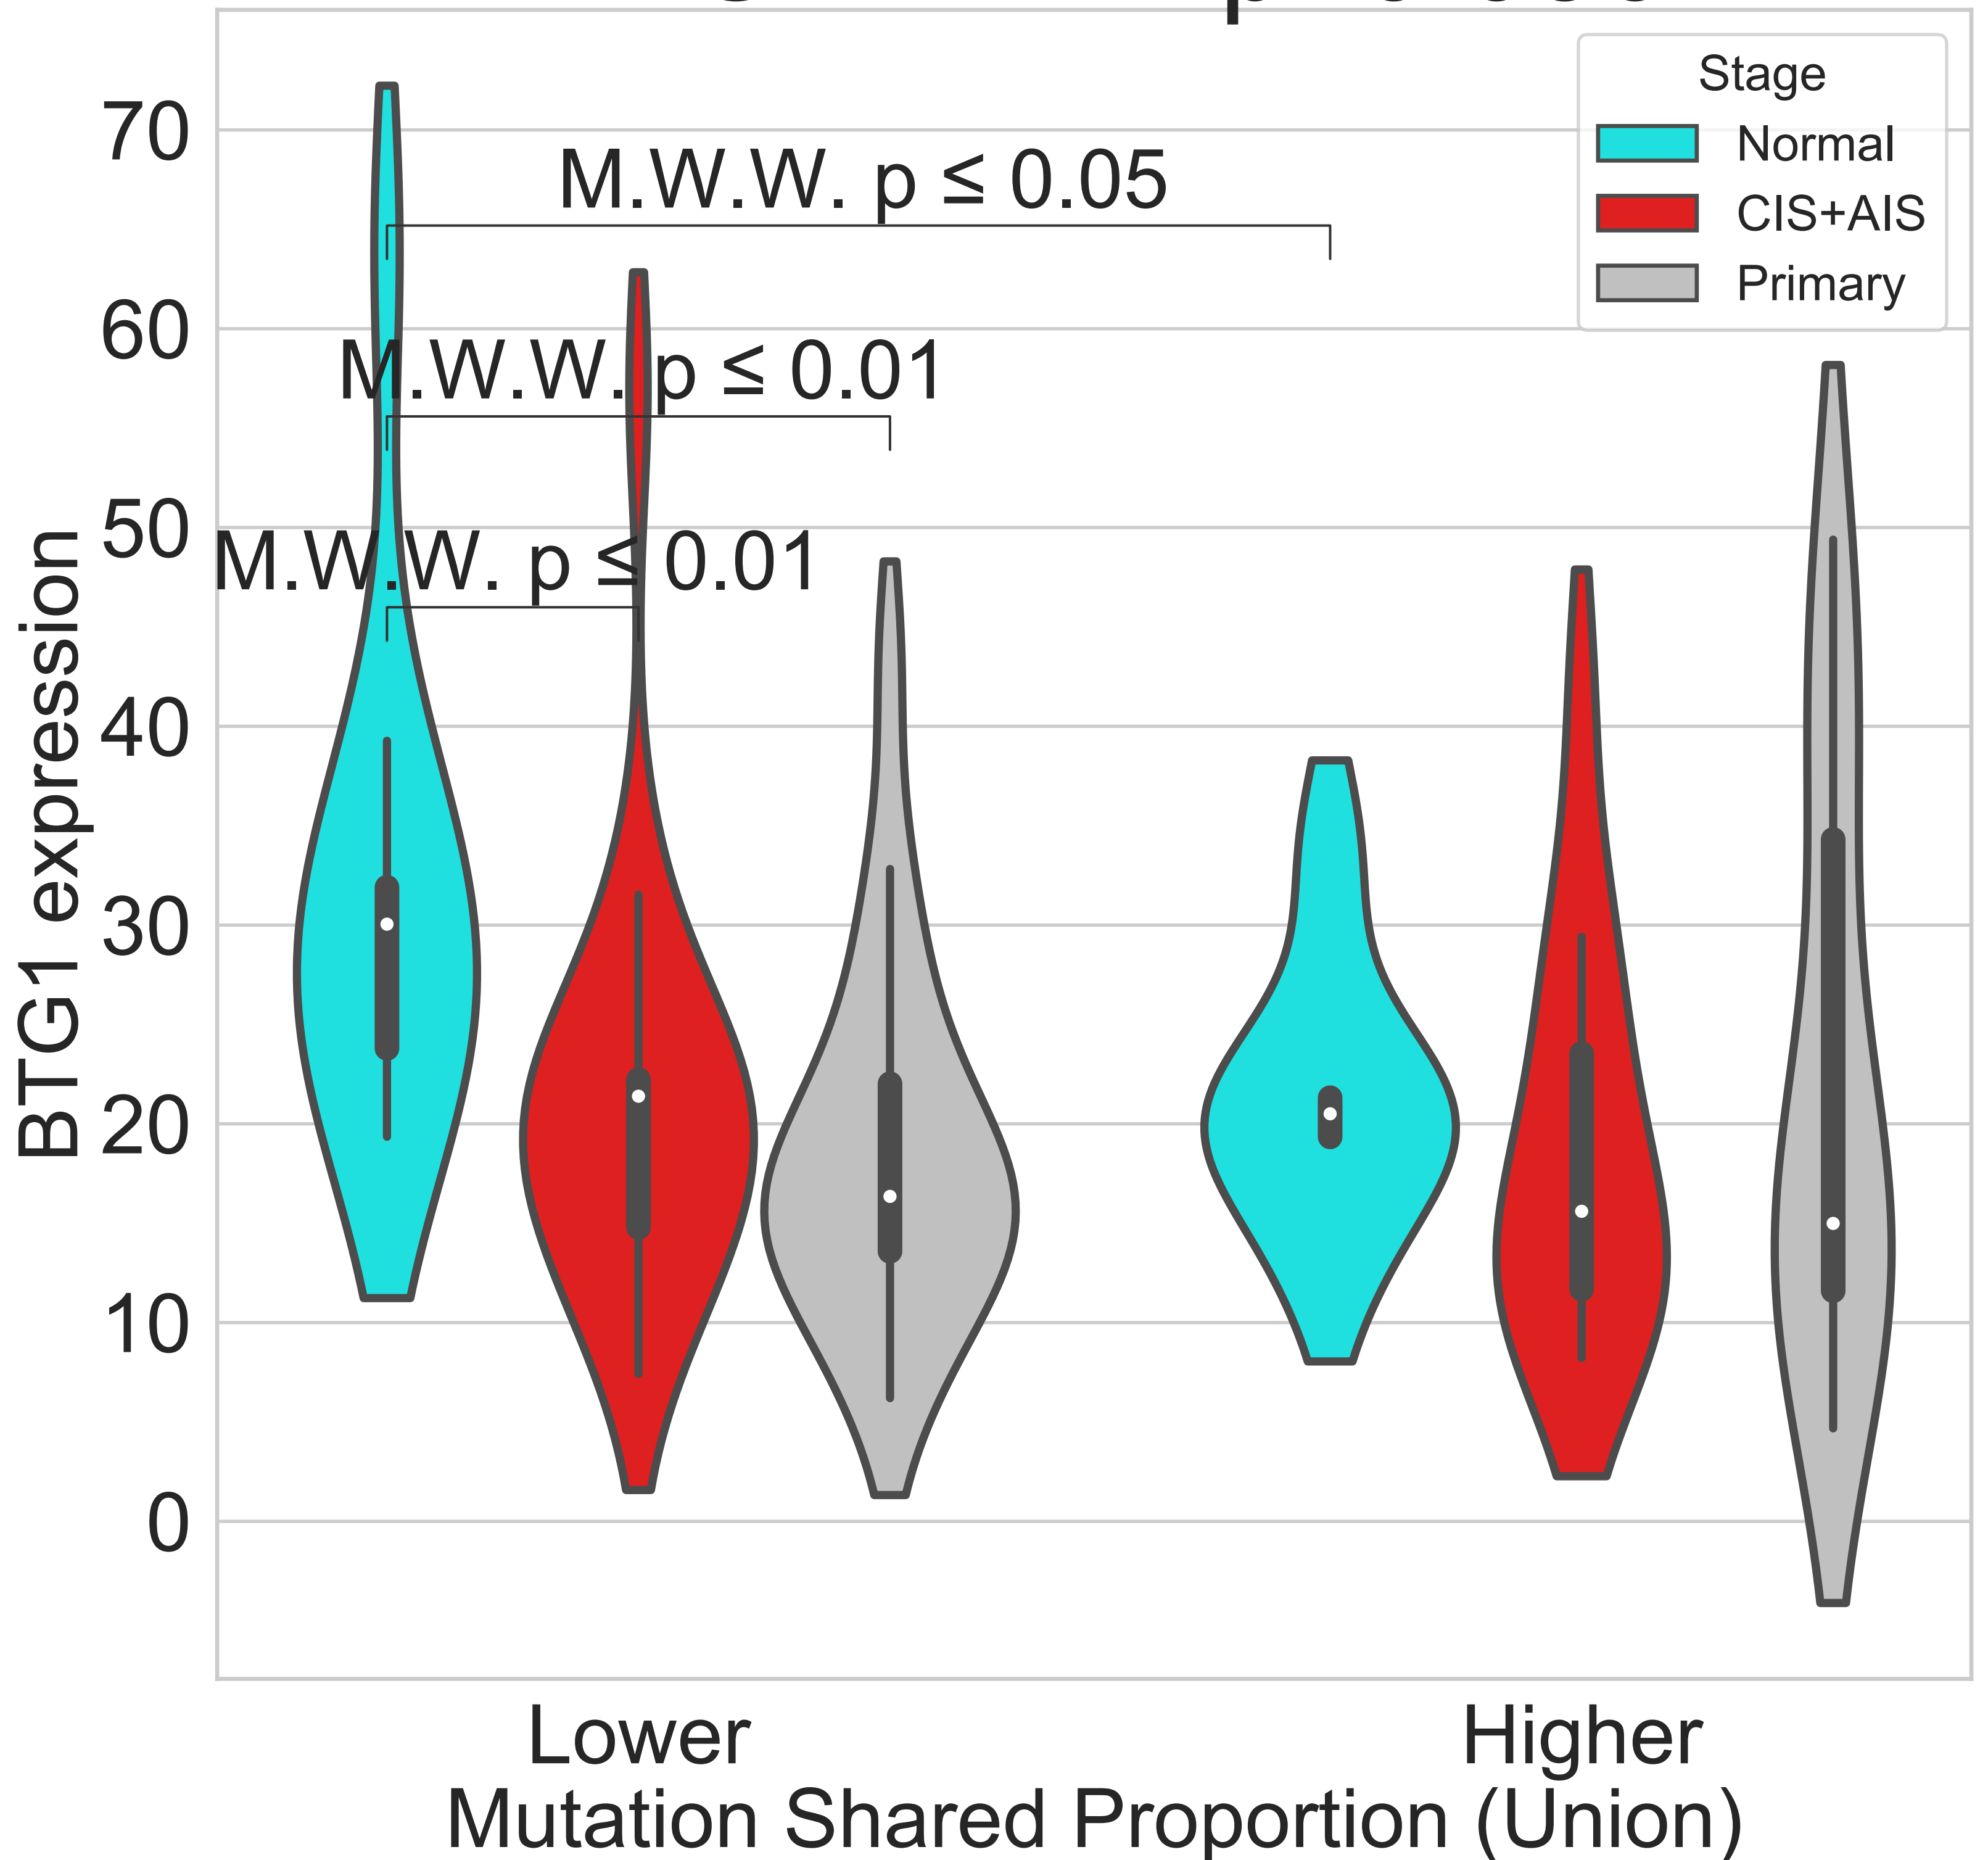 Stage
Normal
CIS+AIS
Primary
M.W.W. p ≤ 0.05
M.W.W. p ≤ 0.01
M.W.W. p ≤ 0.01
BTG1 expression
70
60
50
40
30
20
10
0
Lower
Higher
Mutation Shared Proportion (Union)